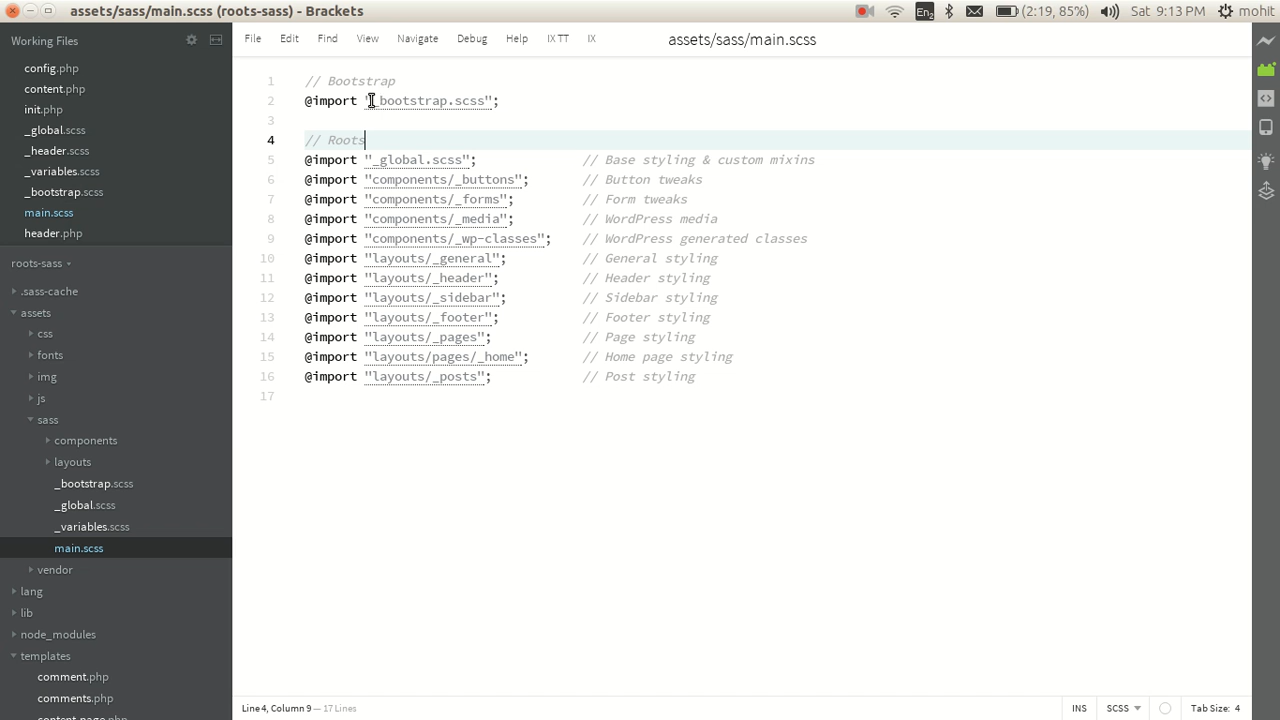 assets/sass/main.scss (roots-sass) - Brackets
En2
(2:19, 85%)
Sat 9:13 PM
mohit
Working Files
config.php
content.php
init.php
_global.scss
_header.scss
_variables.scss
_bootstrap.scss
main.scss
header.php
roots-sass
.sass-cache
assets
css
fonts
img
js
sass
components
layouts
_bootstrap.scss
_global.scss
_variables.scss
main.scss
vendor
lang
lib
node_modules
templates
comment.php
comments.php
content-page.php
File Edit Find View Navigate Debug Help IX TT IX
assets/sass/main.scss
1 // Bootstrap
2 @import "_bootstrap.scss";
3
4 // Roots
5 @import "_global.scss"; // Base styling & custom mixins
6 @import "components/_buttons"; // Button tweaks
7 @import "components/_forms"; // Form tweaks
8 @import "components/_media"; // WordPress media
9 @import "components/_wp-classes"; // WordPress generated classes
10 @import "layouts/_general"; // General styling
11 @import "layouts/_header"; // Header styling
12 @import "layouts/_sidebar"; // Sidebar styling
13 @import "layouts/_footer"; // Footer styling
14 @import "layouts/_pages"; // Page styling
15 @import "layouts/pages/_home"; // Home page styling
16 @import "layouts/_posts"; // Post styling
17
Line 4, Column 9 — 17 Lines
INS SCSS Tab Size: 4